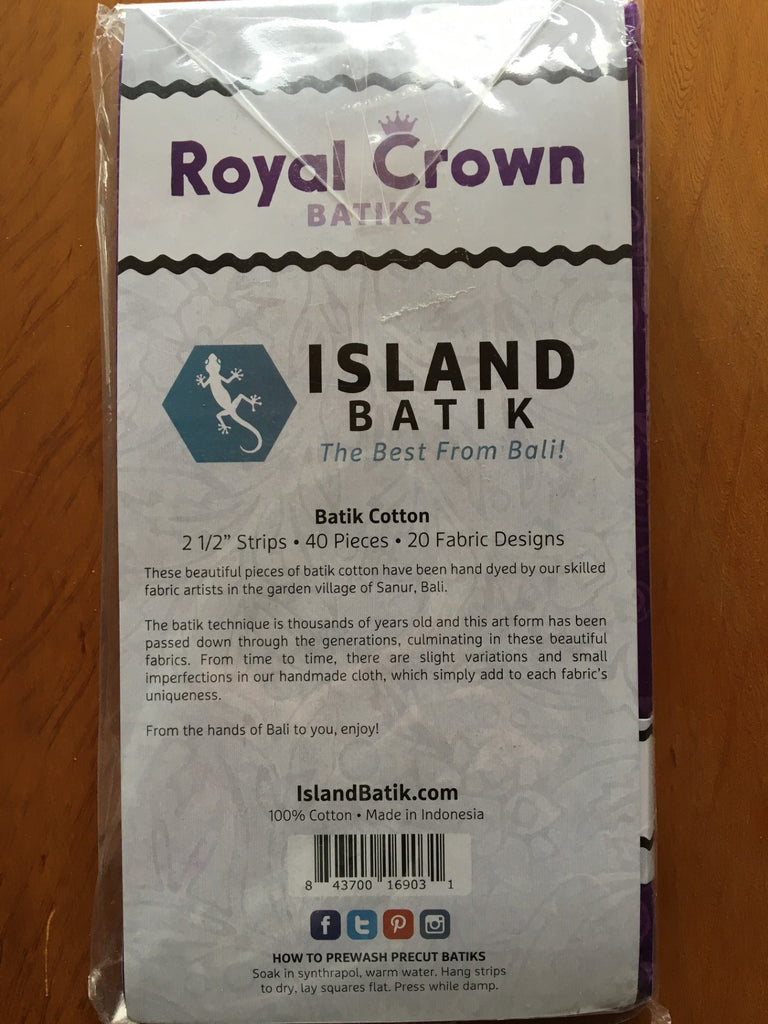 Royal Crown
BATIKS
ISLAND
BATIK
The Best From Bali!
Batik Cotton
2 1/2" Strips • 40 Pieces • 20 Fabric Designs
These beautiful pieces of batik cotton have been hand dyed by our skilled
fabric artists in the garden village of Sanur, Bali.
The batik technique is thousands of years old and this art form has been
passed down through the generations, culminating in these beautiful
fabrics. From time to time, there are slight variations and small
imperfections in our handmade cloth, which simply add to each fabric's
uniqueness.
From the hands of Bali to you, enjoy!
IslandBatik.com
100% Cotton • Made in Indonesia
8 43700 16903 1
HOW TO PREWASH PRECUT BATIKS
Soak in synthrapol, warm water. Hang strips
to dry, lay squares flat. Press while damp.